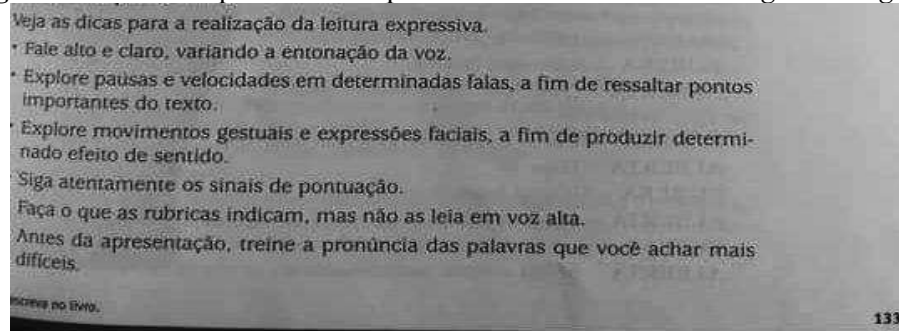 Veja as dicas para a realização da leitura expressiva.
• Fale alto e claro, variando a entonação da voz.
• Explore pausas e velocidades em determinadas falas, a fim de ressaltar pontos
importantes do texto.
• Explore movimentos gestuais e expressões faciais, a fim de produzir determi-
nado efeito de sentido.
Siga atentamente os sinais de pontuação.
Faça o que as rubricas indicam, mas não as leia em voz alta.
Antes da apresentação, treine a pronúncia das palavras que você achar mais
difíceis.
screva no livro.
133